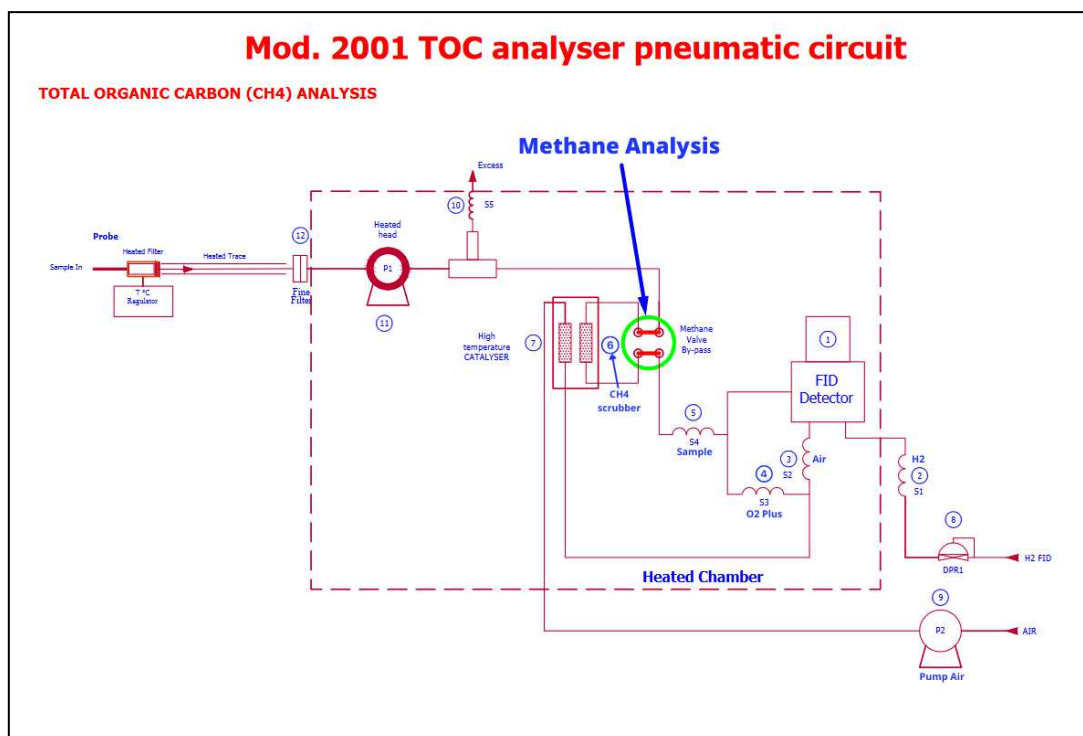 Mod. 2001 TOC analyser pneumatic circuit
TOTAL ORGANIC CARBON (CH4) ANALYSIS
Methane Analysis
Excess
10
S5
Probe
Heated Filter
Sample In
Heated Trace
T °C
Regulator
12
Fine
Filter
Heated
head
P1
11
High
temperature
CATALYSER
7
6
CH4
scrubber
Methane
Valve
By-pass
1
FID
Detector
5
S4
Sample
4
S3
O2 Plus
3
S2
Air
H2
2
S1
8
DPR1
H2 FID
Heated Chamber
9
P2
AIR
Pump Air